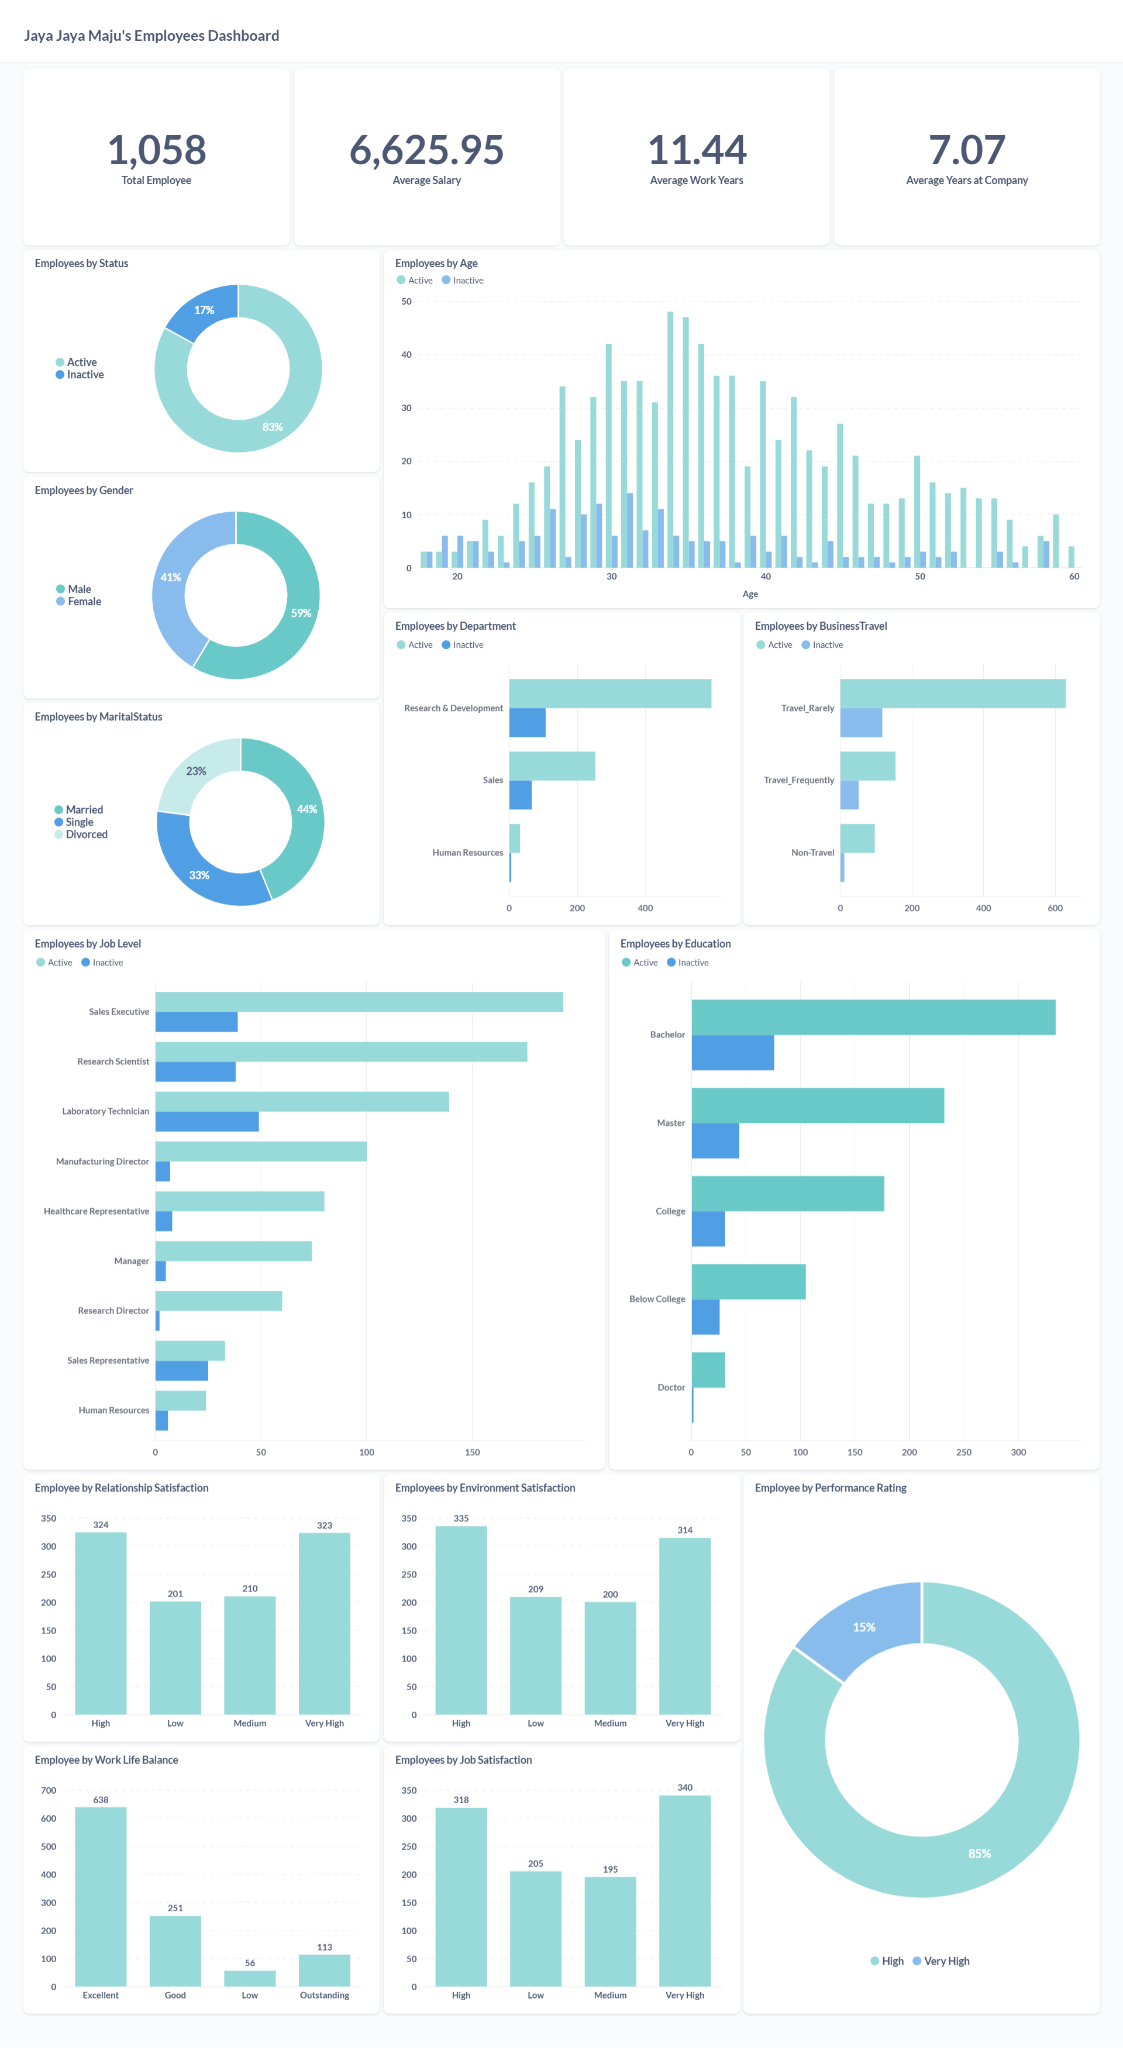 Jaya Jaya Maju's Employees Dashboard
1,058
Total Employee
6,625.95
Average Salary
11.44
Average Work Years
7.07
Average Years at Company
Employees by Status
Active
Inactive
17%
83%
Employees by Age
Active Inactive
50
40
30
20
10
0
20 30 40 50 60
Age
Employees by Gender
Male
Female
41%
59%
Employees by MaritalStatus
Married
Single
Divorced
23%
44%
33%
Employees by Department
Active Inactive
Research & Development
Sales
Human Resources
0 200 400
Employees by BusinessTravel
Active Inactive
Travel_Rarely
Travel_Frequently
Non-Travel
0 200 400 600
Employees by Job Level
Active Inactive
Sales Executive
Research Scientist
Laboratory Technician
Manufacturing Director
Healthcare Representative
Manager
Research Director
Sales Representative
Human Resources
0 50 100 150
Employees by Education
Active Inactive
Bachelor
Master
College
Below College
Doctor
0 50 100 150 200 250 300
Employee by Relationship Satisfaction
350
300
250
200
150
100
50
0
324
201
210
323
High Low Medium Very High
Employees by Environment Satisfaction
350
300
250
200
150
100
50
0
335
209
200
314
High Low Medium Very High
Employee by Performance Rating
15%
85%
High Very High
Employee by Work Life Balance
700
600
500
400
300
200
100
0
638
251
56
113
Excellent Good Low Outstanding
Employees by Job Satisfaction
350
300
250
200
150
100
50
0
318
205
195
340
High Low Medium Very High